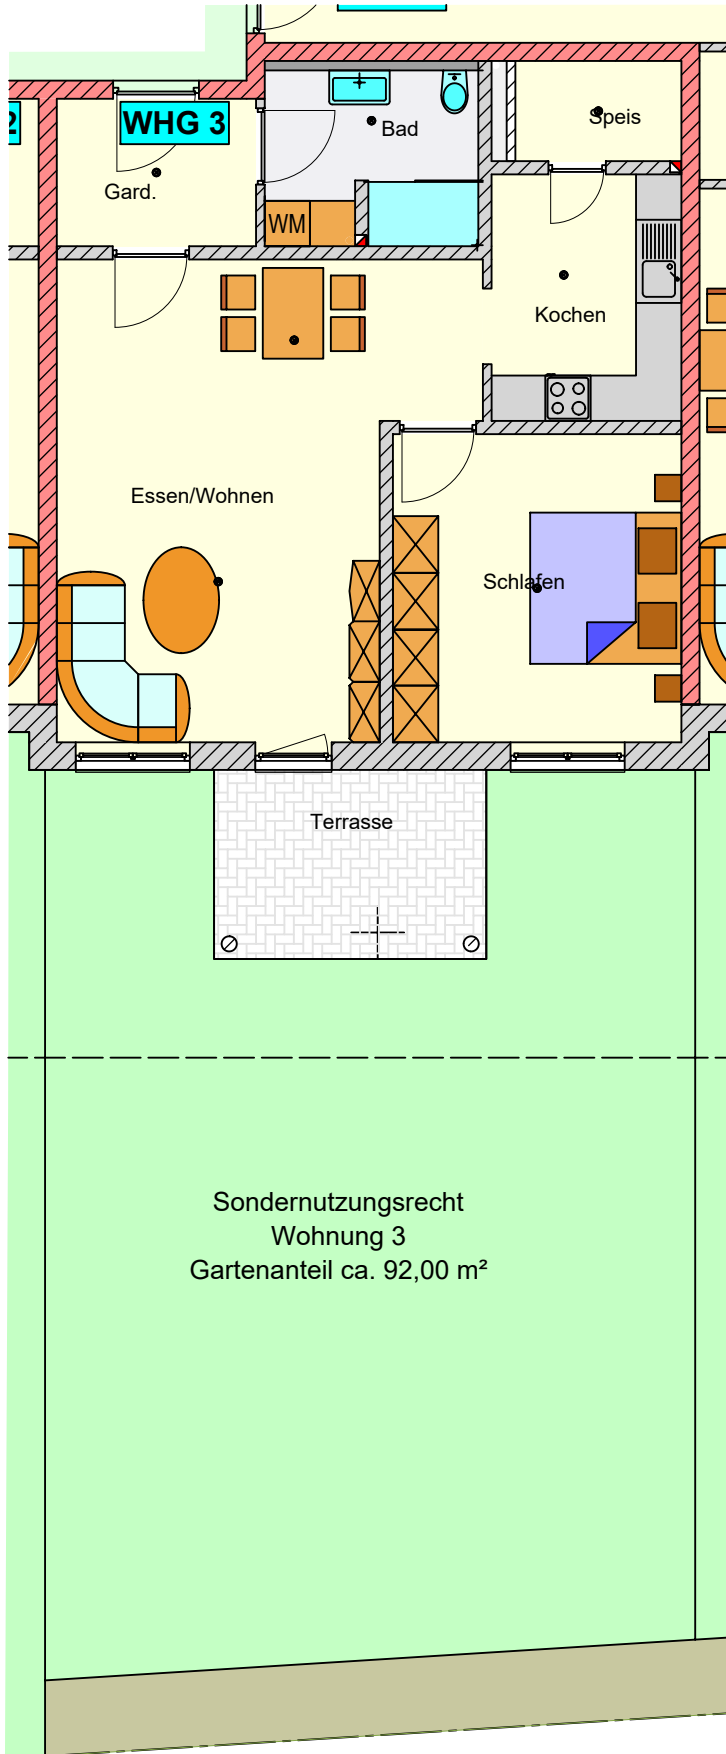 2
WHG 3
Bad
Speis
Gard.
WM
Kochen
Essen/Wohnen
Schlafen
Terrasse
Sondernutzungsrecht
Wohnung 3
Gartenanteil ca. 92,00 m²